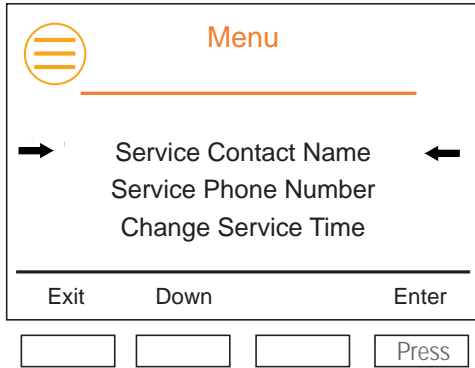 Menu
Service Contact Name
Service Phone Number
Change Service Time
Exit Down Enter
Press